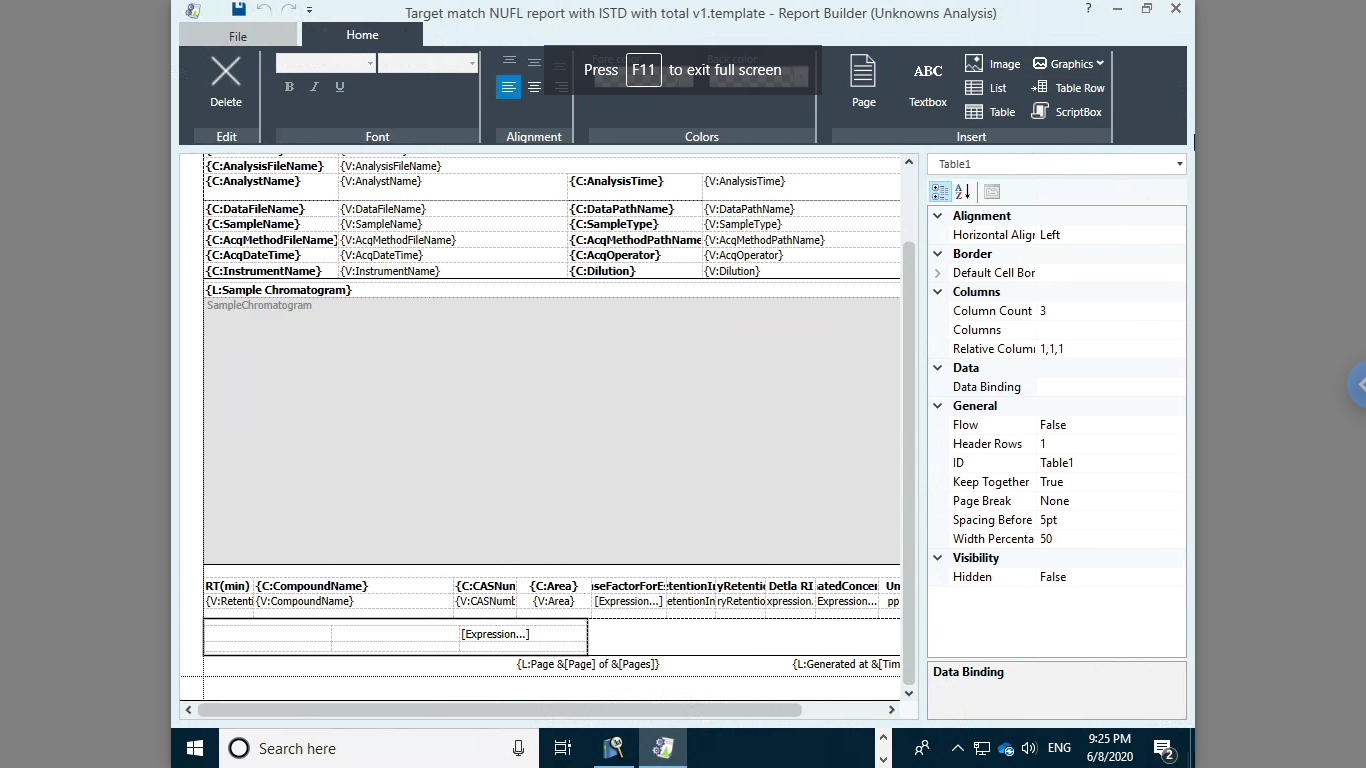 Target match NUFL report with ISTD with total v1.template - Report Builder (Unknowns Analysis)
File
Home
Press F11 to exit full screen
Delete
B I U
Page
ABC
Textbox
Image
List
Table
Graphics
Table Row
ScriptBox
Edit
Font
Alignment
Colors
Insert
{C:AnalysisFileName} {V:AnalysisFileName}
{C:AnalystName} {V:AnalystName} {C:AnalysisTime} {V:AnalysisTime}
{C:DataFileName} {V:DataFileName} {C:DataPathName} {V:DataPathName}
{C:SampleName} {V:SampleName} {C:SampleType} {V:SampleType}
{C:AcqMethodFileName} {V:AcqMethodFileName} {C:AcqMethodPathName {V:AcqMethodPathName}
{C:AcqDateTime} {V:AcqDateTime} {C:AcqOperator} {V:AcqOperator}
{C:InstrumentName} {V:InstrumentName} {C:Dilution} {V:Dilution}
{L:Sample Chromatogram}
SampleChromatogram
RT(min) {C:CompoundName} {C:CASNum {C:Area} seFactorForE etentionIn yRetentio Detla RI atedConcer Un
{V:Retenti {V:CompoundName} {V:CASNumb {V:Area} [Expression...] etentionIn ryRetentio xpression. Expression... pp
[Expression...]
{L:Page &[Page] of &[Pages]} {L:Generated at &[Tim
Table1
Alignment
Horizontal Aligr Left
Border
Default Cell Bor
Columns
Column Count 3
Columns
Relative Colum 1,1,1
Data
Data Binding
General
Flow False
Header Rows 1
ID Table1
Keep Together True
Page Break None
Spacing Before 5pt
Width Percenta 50
Visibility
Hidden False
Data Binding
Search here
ENG
9:25 PM
6/8/2020
2